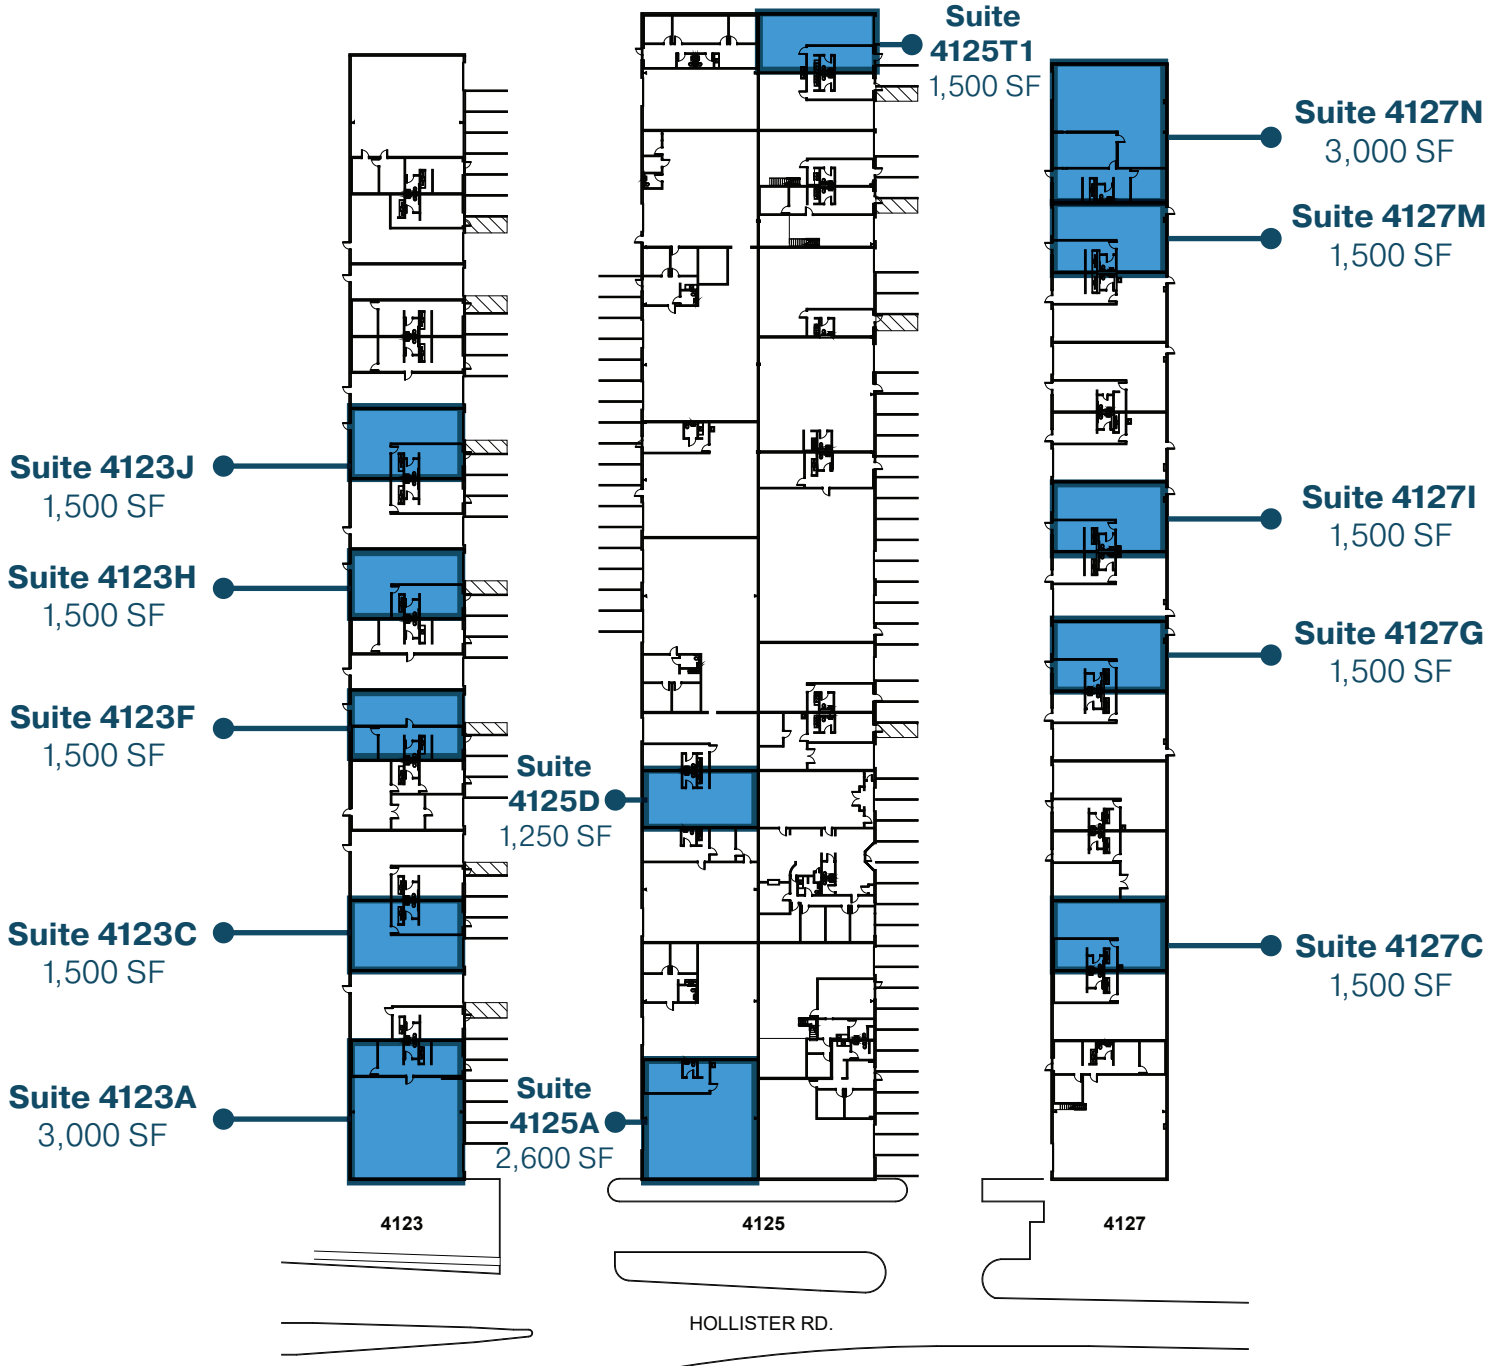 Suite
4125T1
1,500 SF
Suite 4127N
3,000 SF
Suite 4127M
1,500 SF
Suite 4123J
1,500 SF
Suite 4127I
1,500 SF
Suite 4123H
1,500 SF
Suite 4127G
1,500 SF
Suite 4123F
1,500 SF
Suite
4125D
1,250 SF
Suite 4123C
1,500 SF
Suite 4127C
1,500 SF
Suite 4123A
3,000 SF
Suite
4125A
2,600 SF
4123
4125
4127
HOLLISTER RD.